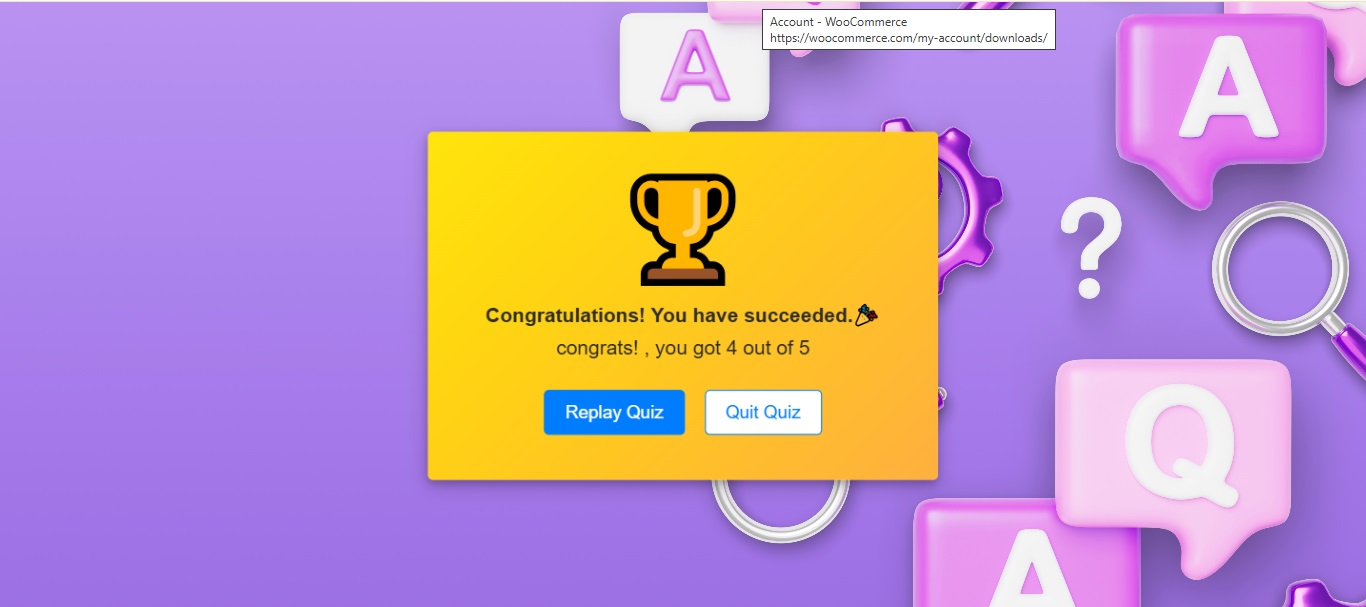 Account - WooCommerce
https://woocommerce.com/my-account/downloads/
A
A
?
Congratulations! You have succeeded.🎉
congrats! , you got 4 out of 5
Replay Quiz
Quit Quiz
Q
A